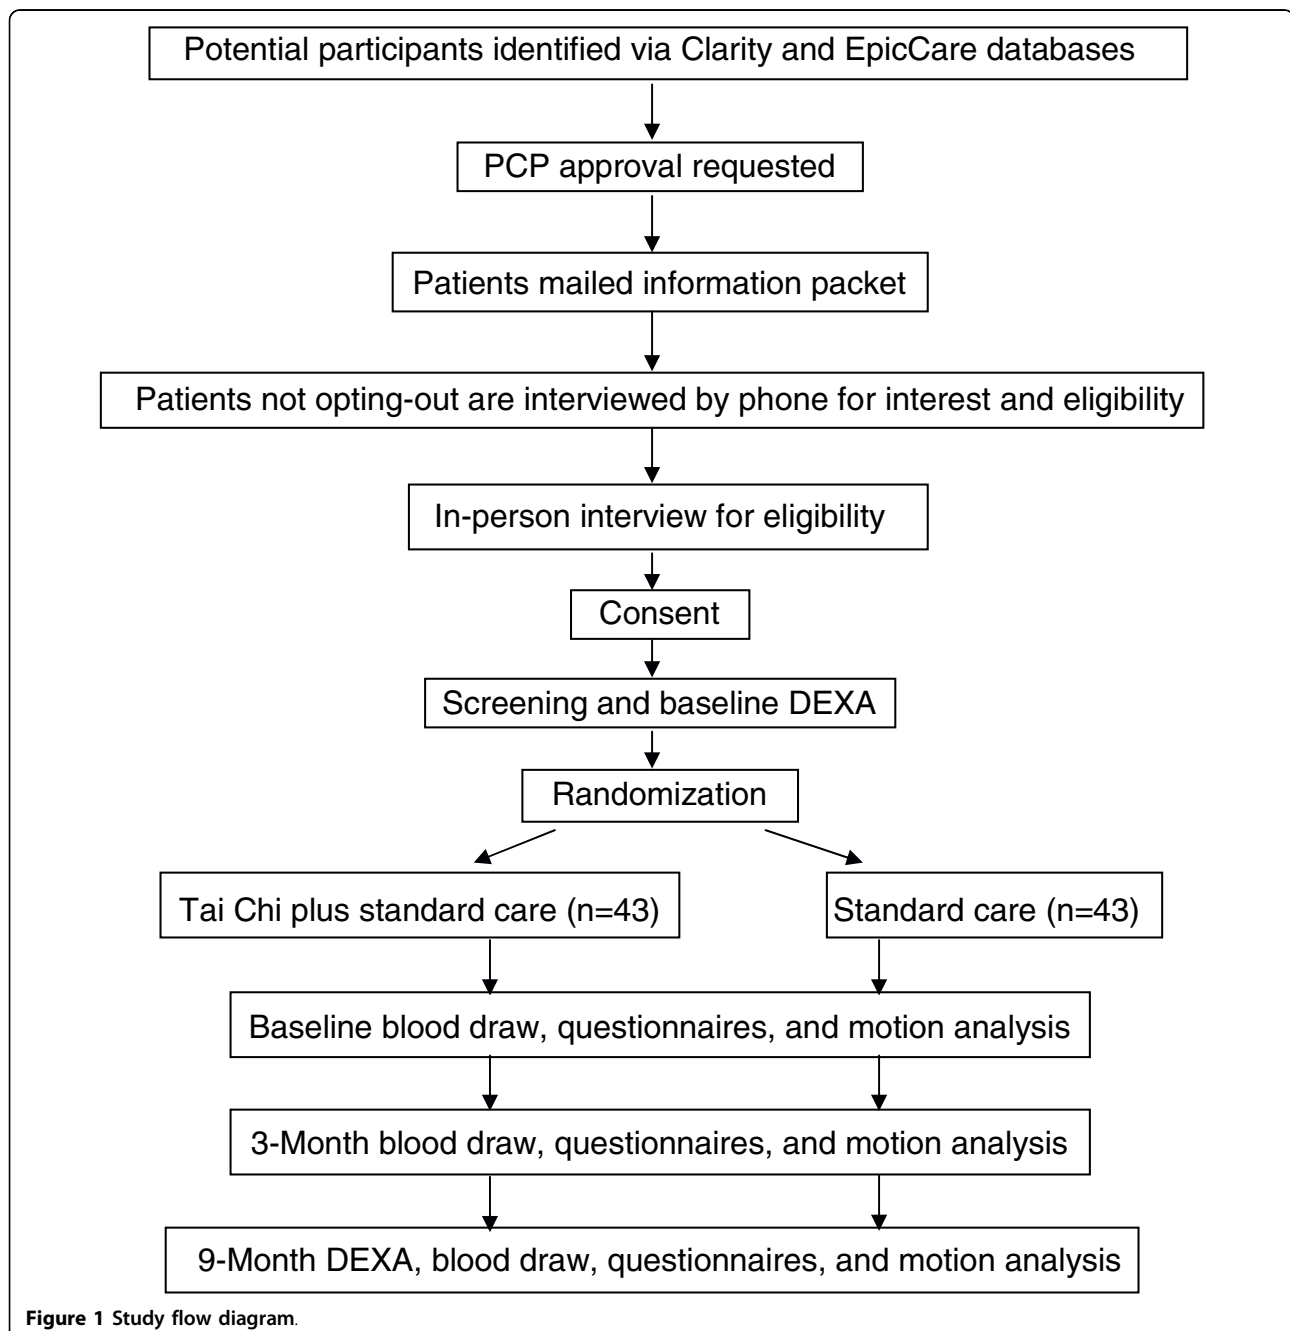 Potential participants identified via Clarity and EpicCare databases
PCP approval requested
Patients mailed information packet
Patients not opting-out are interviewed by phone for interest and eligibility
In-person interview for eligibility
Consent
Screening and baseline DEXA
Randomization
Tai Chi plus standard care (n=43)
Standard care (n=43)
Baseline blood draw, questionnaires, and motion analysis
3-Month blood draw, questionnaires, and motion analysis
9-Month DEXA, blood draw, questionnaires, and motion analysis
Figure 1 Study flow diagram.